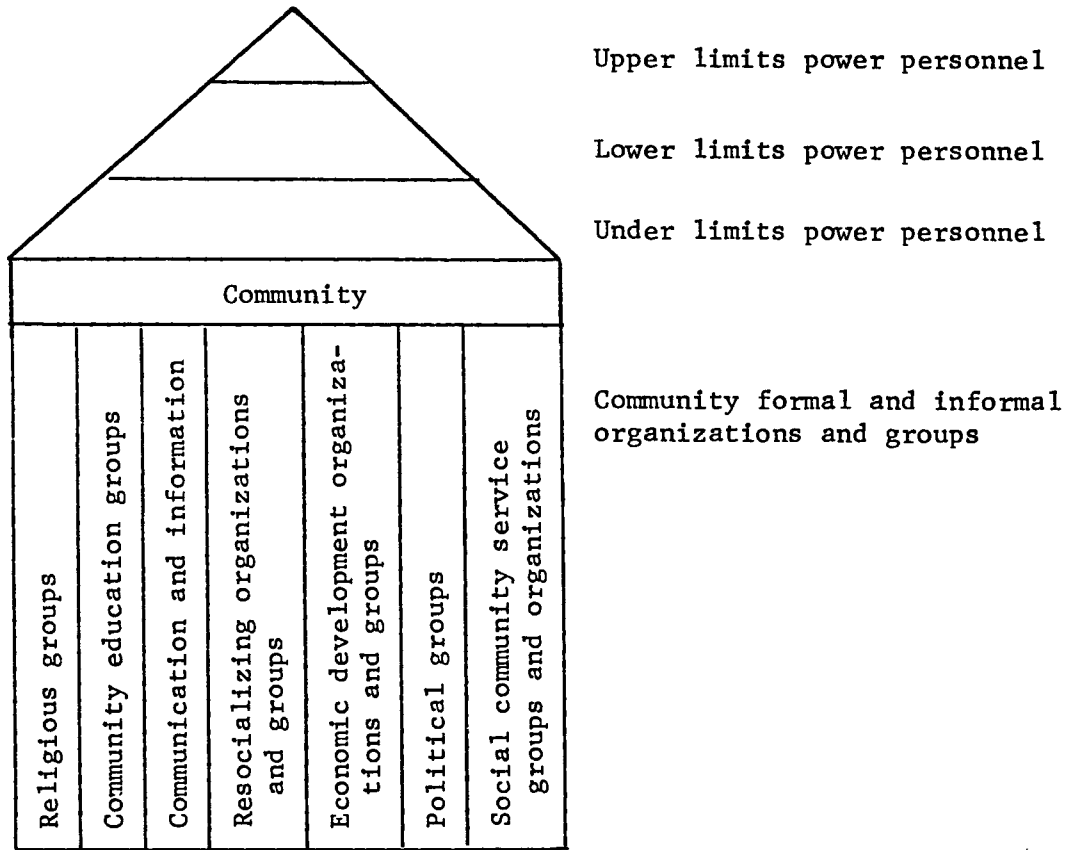 Upper limits power personnel
Lower limits power personnel
Under limits power personnel
Community
Community formal and informal
organizations and groups
Religious groups
Community education groups
Communication and information
Resocializing organizations
and groups
Economic development organiza-
tions and groups
Political groups
Social community service
groups and organizations